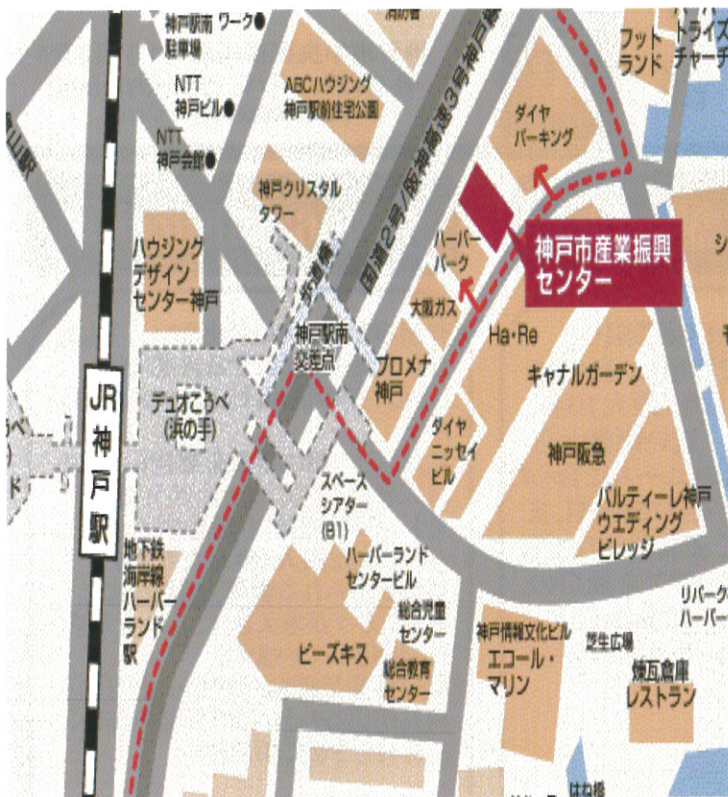 神戸駅南
駐車場
ワーク●
フット
ランド
トライズ
チャーチ
NTT
神戸ビル●
NTT
神戸会館●
ABCハウジング
神戸駅前住宅公園
国道2号/阪神高速3号神戸線
ダイヤ
パーキング
神戸クリスタル
タワー
ハウジング
デザイン
センター神戸
歩道橋
ハーバー
パーク
神戸市産業振興
センター
大阪ガス
神戸駅南
交差点
プロメナ
神戸
Ha・Re
キャナルガーデン
JR神戸駅
デュオこうべ
(浜の手)
ダイヤ
ニッセイ
ビル
神戸阪急
スペース
シアター
(B1)
パルティーレ神戸
ウエディング
ビレッジ
地下鉄
海岸線
ハーバー
ランド
駅
ハーバーランド
センタービル
総合児童
センター
ビーズキス
総合教育
センター
神戸情報文化ビル
エコール・
マリン
芝生広場
煉瓦倉庫
レストラン
はね橋